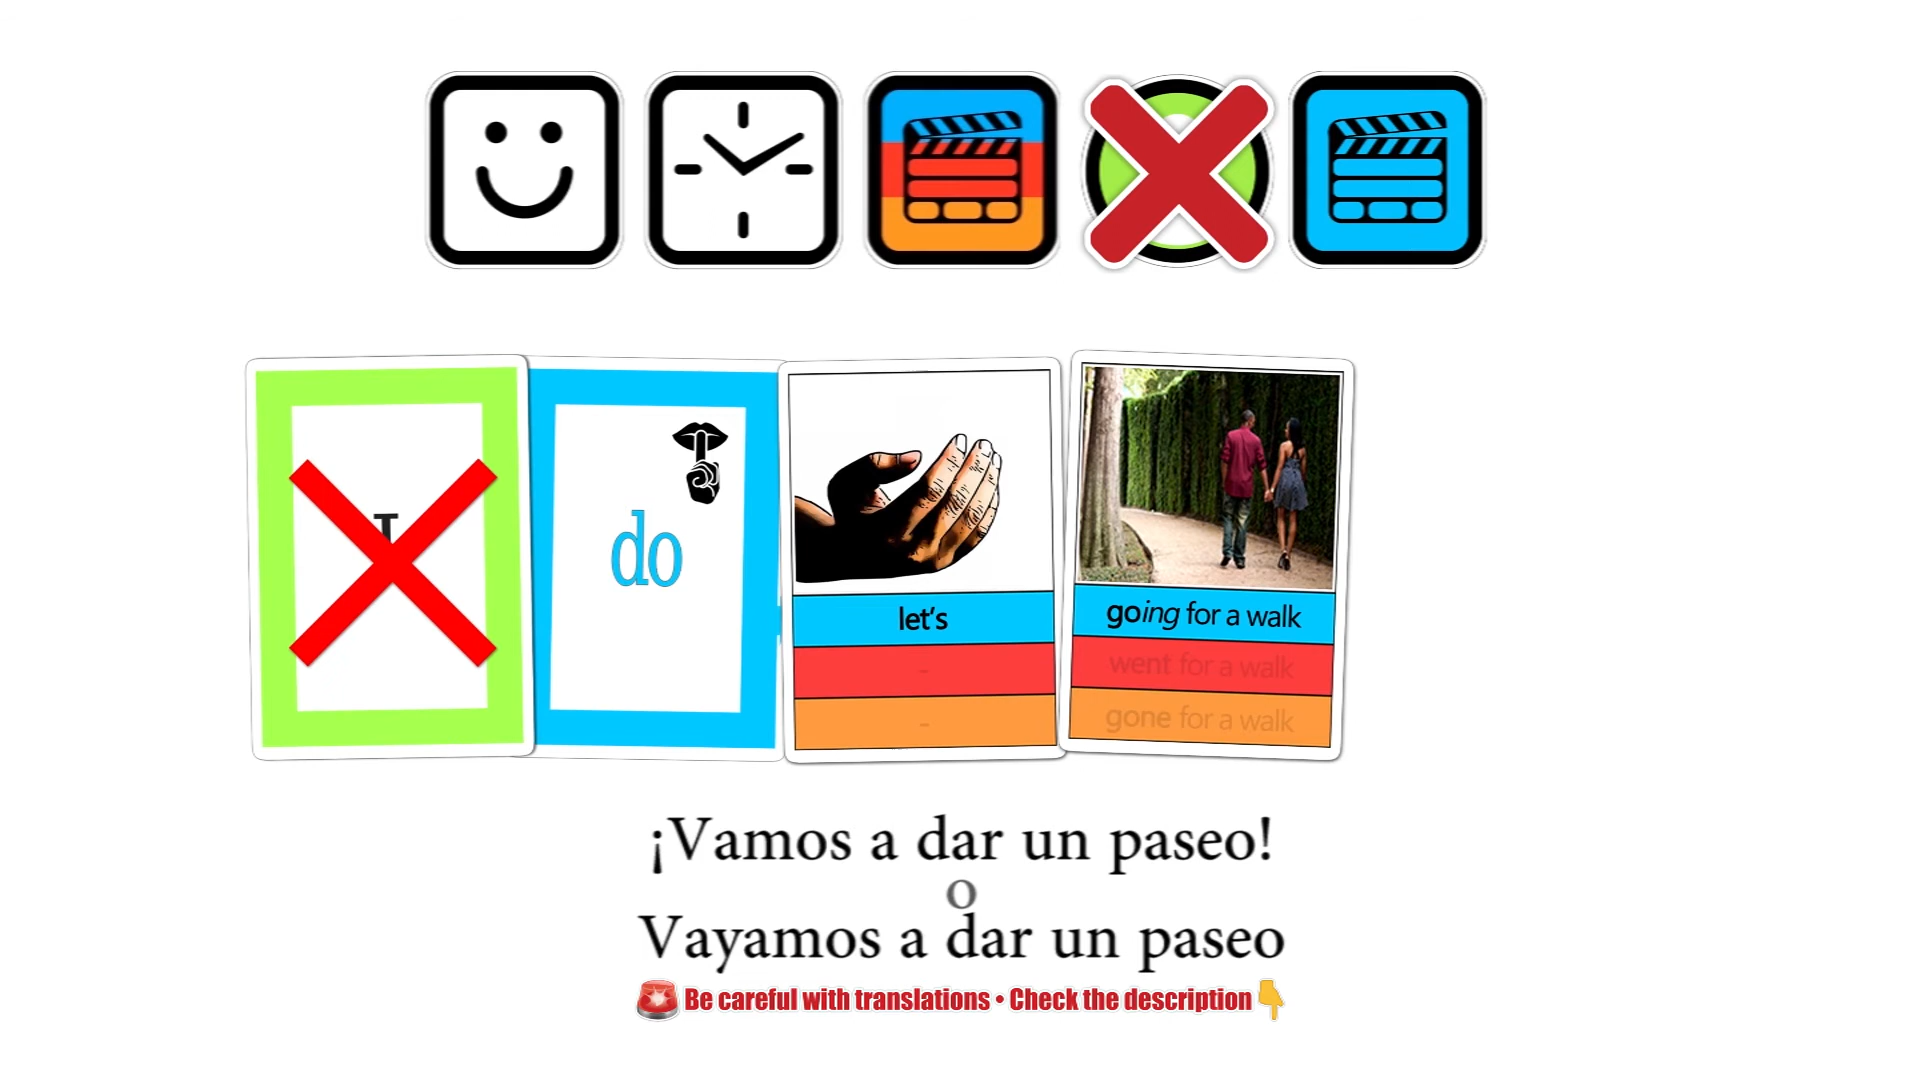 I
do
let's
-
-
going for a walk
went for a walk
gone for a walk
¡Vamos a dar un paseo!
o
Vayamos a dar un paseo
Be careful with translations • Check the description